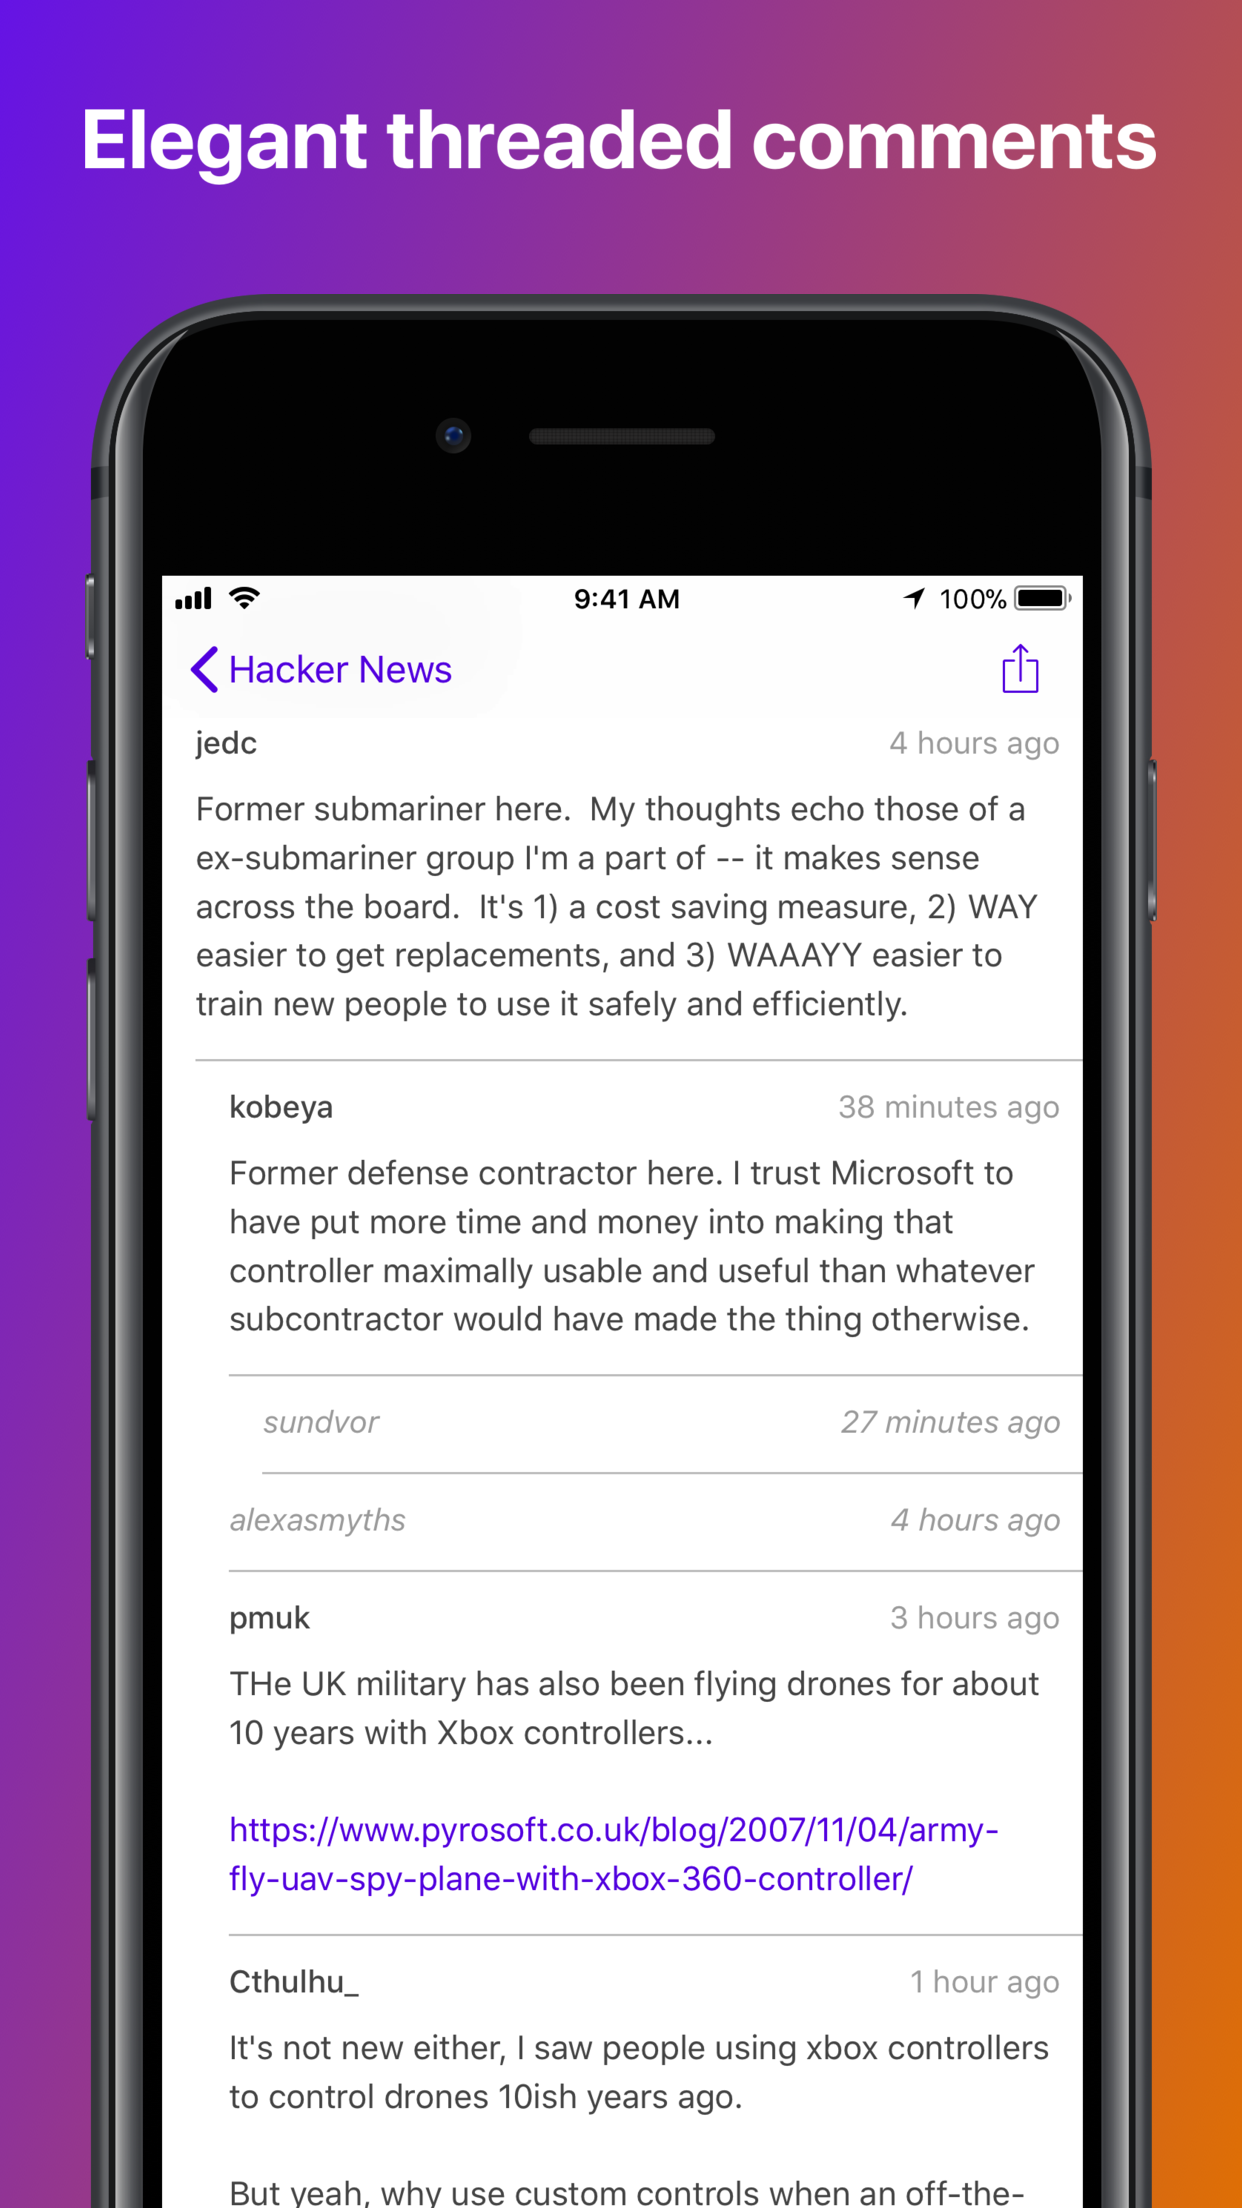 Elegant threaded comments
9:41 AM
100%
Hacker News
jedc
4 hours ago
Former submariner here.  My thoughts echo those of a
ex-submariner group I'm a part of -- it makes sense
across the board.  It's 1) a cost saving measure, 2) WAY
easier to get replacements, and 3) WAAAYY easier to
train new people to use it safely and efficiently.
kobeya
38 minutes ago
Former defense contractor here. I trust Microsoft to
have put more time and money into making that
controller maximally usable and useful than whatever
subcontractor would have made the thing otherwise.
sundvor
27 minutes ago
alexasmyths
4 hours ago
pmuk
3 hours ago
THe UK military has also been flying drones for about
10 years with Xbox controllers...
https://www.pyrosoft.co.uk/blog/2007/11/04/army-
fly-uav-spy-plane-with-xbox-360-controller/
Cthulhu_
1 hour ago
It's not new either, I saw people using xbox controllers
to control drones 10ish years ago.
But yeah, why use custom controls when an off-the-